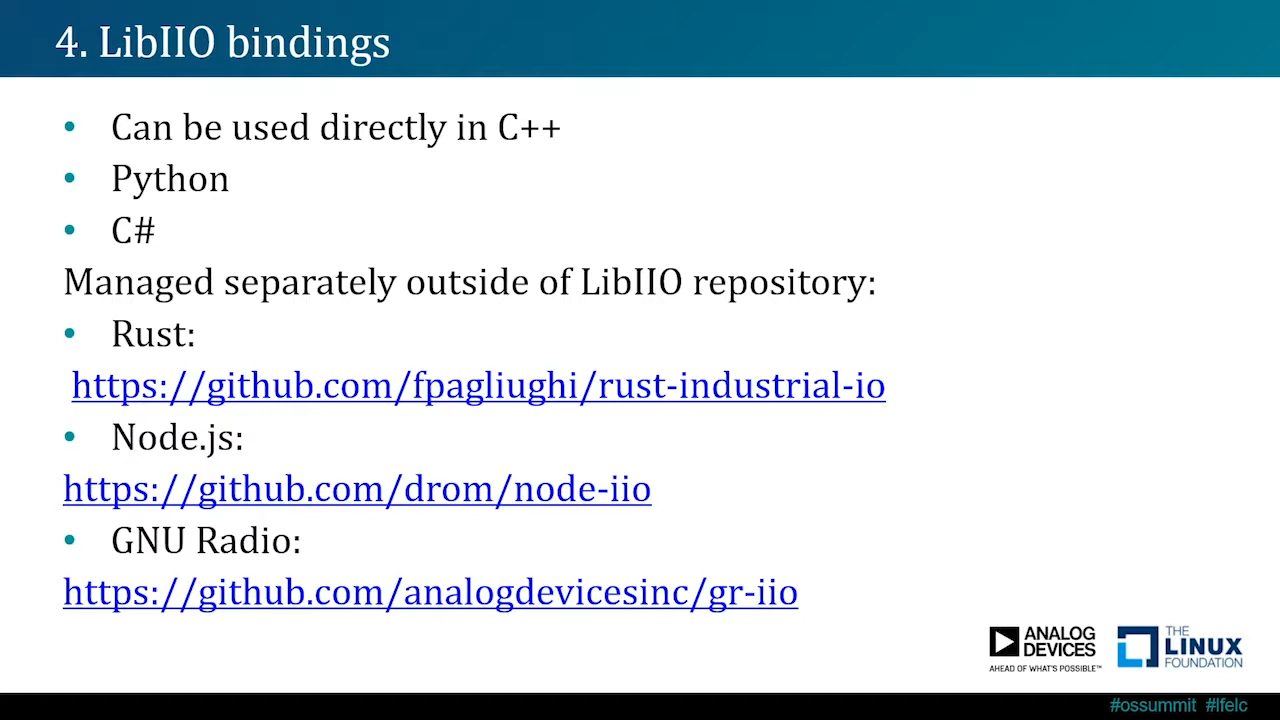 4. LibIIO bindings
• Can be used directly in C++
• Python
• C#
Managed separately outside of LibIIO repository:
• Rust:
https://github.com/fpagliughi/rust-industrial-io
• Node.js:
https://github.com/drom/node-iio
• GNU Radio:
https://github.com/analogdevicesinc/gr-iio
ANALOG
DEVICES
AHEAD OF WHAT'S POSSIBLE™
THE
LINUX
FOUNDATION
#ossummit #lfelc